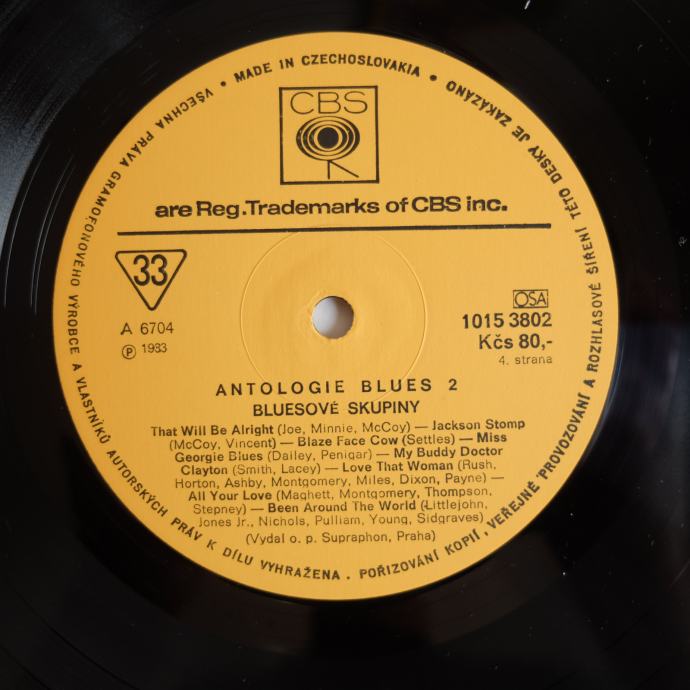 VŠECHNA PRÁVA GRAMOFONOVÉHO VÝROBCE A VLASTNÍKŮ AUTORSKÝCH PRÁV K DÍLU VYHRAŽENA. POŘIZOVÁNÍ KOPIÍ, VEŘEJNÉ PROVOZOVÁNÍ A ROZHLASOVÉ ŠÍŘENÍ TÉTO DESKY JE ZAKÁZÁNO
• MADE IN CZECHOSLOVAKIA •
CBS
are Reg.Trademarks of CBS inc.
33
OSA
A 6704
1015 3802
Ⓟ 1983
Kčs 80,-
4. strana
ANTOLOGIE BLUES 2
BLUESOVÉ SKUPINY
That Will Be Alright (Joe, Minnie, McCoy) — Jackson Stomp
(McCoy, Vincent) — Blaze Face Cow (Settles) — Miss
Georgie Blues (Dailey, Penigar) — My Buddy Doctor
Clayton (Smith, Lacey) — Love That Woman (Rush,
Horton, Ashby, Montgomery, Miles, Dixon, Payne) —
All Your Love (Maghett, Montgomery, Thompson,
Stepney) — Been Around The World (Littlejohn,
Jones Jr., Nichols, Pulliam, Young, Sidgraves)
(Vydal o. p. Supraphon, Praha)